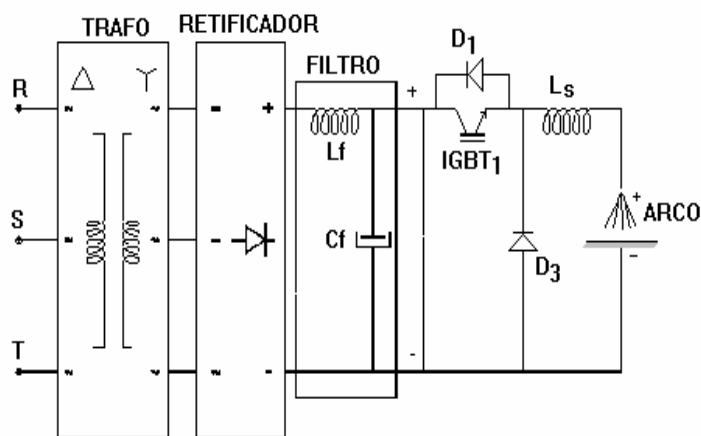 TRAFO
RETIFICADOR
FILTRO
D1
Ls
R
+
+
Lf
IGBT1
+
ARCO
S
Cf
D3
-
T
-
-